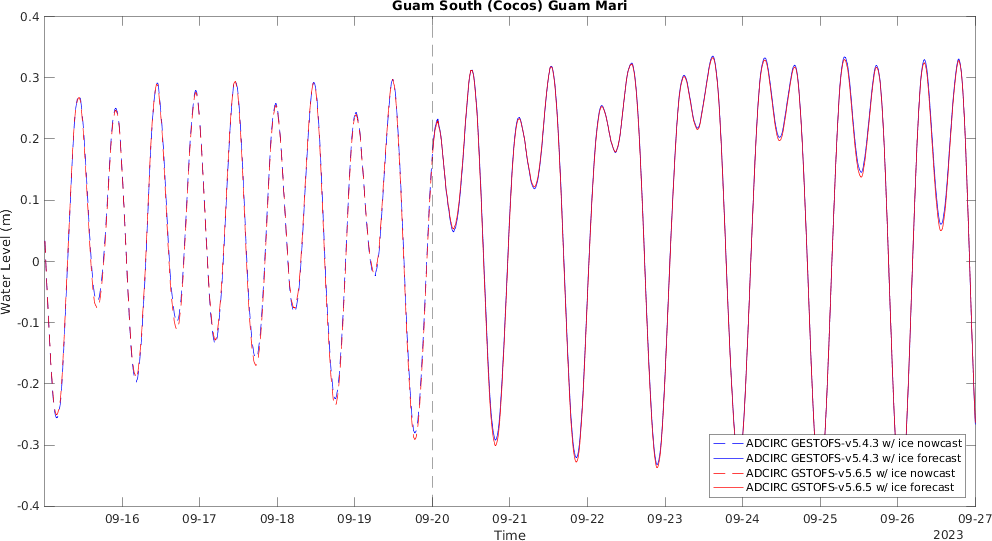 Guam South (Cocos) Guam Mari
0.4
0.3
0.2
0.1
0
-0.1
-0.2
-0.3
-0.4
Water Level (m)
ADCIRC GESTOFS-v5.4.3 w/ ice nowcast
ADCIRC GESTOFS-v5.4.3 w/ ice forecast
ADCIRC GSTOFS-v5.6.5 w/ ice nowcast
ADCIRC GSTOFS-v5.6.5 w/ ice forecast
09-16 09-17 09-18 09-19 09-20 09-21 09-22 09-23 09-24 09-25 09-26 09-27
Time
2023